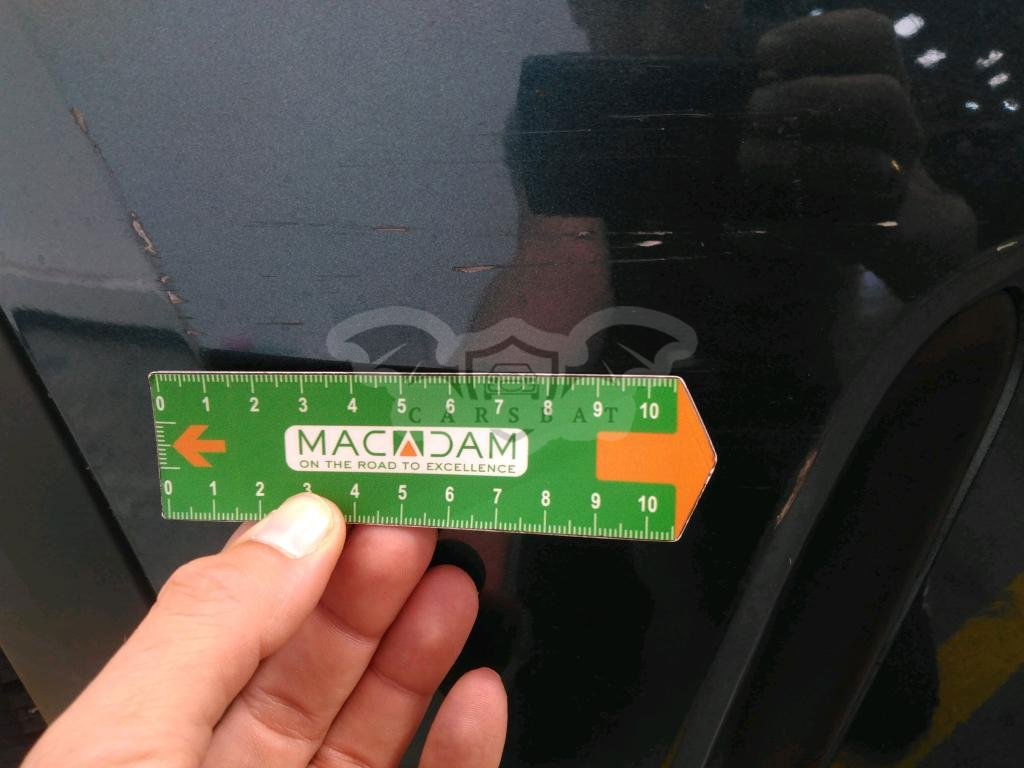 0 1 2 3 4 5 6 7 8 9 10
CARSBAT
MACADAM
ON THE ROAD TO EXCELLENCE
0 1 2 3 4 5 6 7 8 9 10